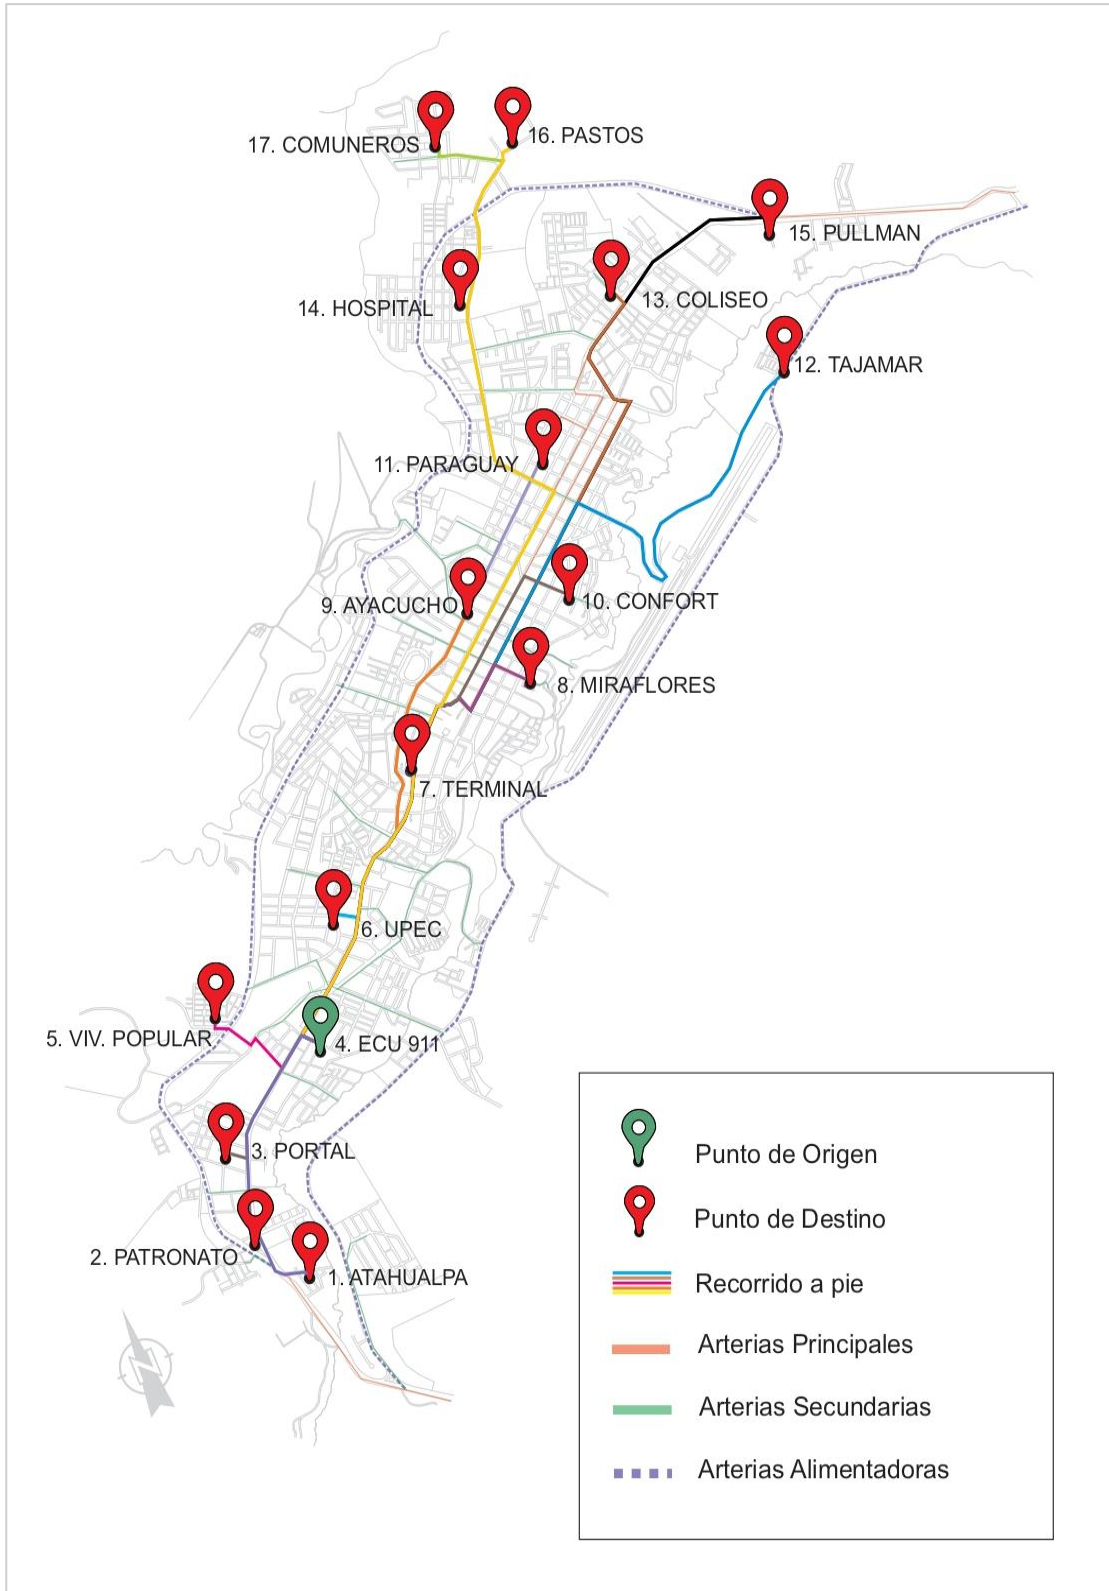 16. PASTOS
17. COMUNEROS
15. PULLMAN
13. COLISEO
14. HOSPITAL
12. TAJAMAR
11. PARAGUAY
10. CONFORT
9. AYACUCHO
8. MIRAFLORES
7. TERMINAL
6. UPEC
5. VIV. POPULAR
4. ECU 911
3. PORTAL
2. PATRONATO
1. ATAHUALPA
Punto de Origen
Punto de Destino
Recorrido a pie
Arterias Principales
Arterias Secundarias
Arterias Alimentadoras